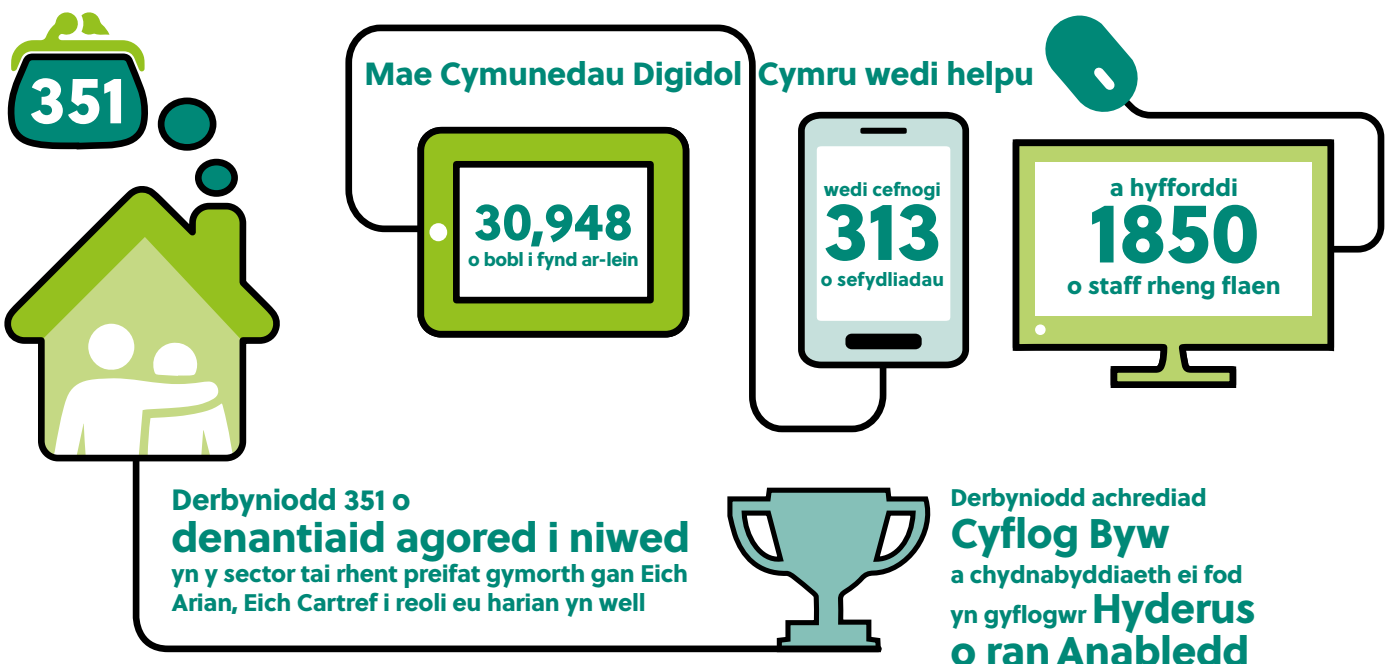 351
Mae Cymunedau Digidol Cymru wedi helpu
30,948
o bobl i fynd ar-lein
wedi cefnogi
313
o sefydliadau
a hyfforddi
1850
o staff rheng flaen
Derbyniodd 351 o
denantiaid agored i niwed
yn y sector tai rhent preifat gymorth gan Eich
Arian, Eich Cartref i reoli eu harian yn well
Derbyniodd achrediad
Cyflog Byw
a chydnabyddiaeth ei fod
yn gyflogwr Hyderus
o ran Anabledd